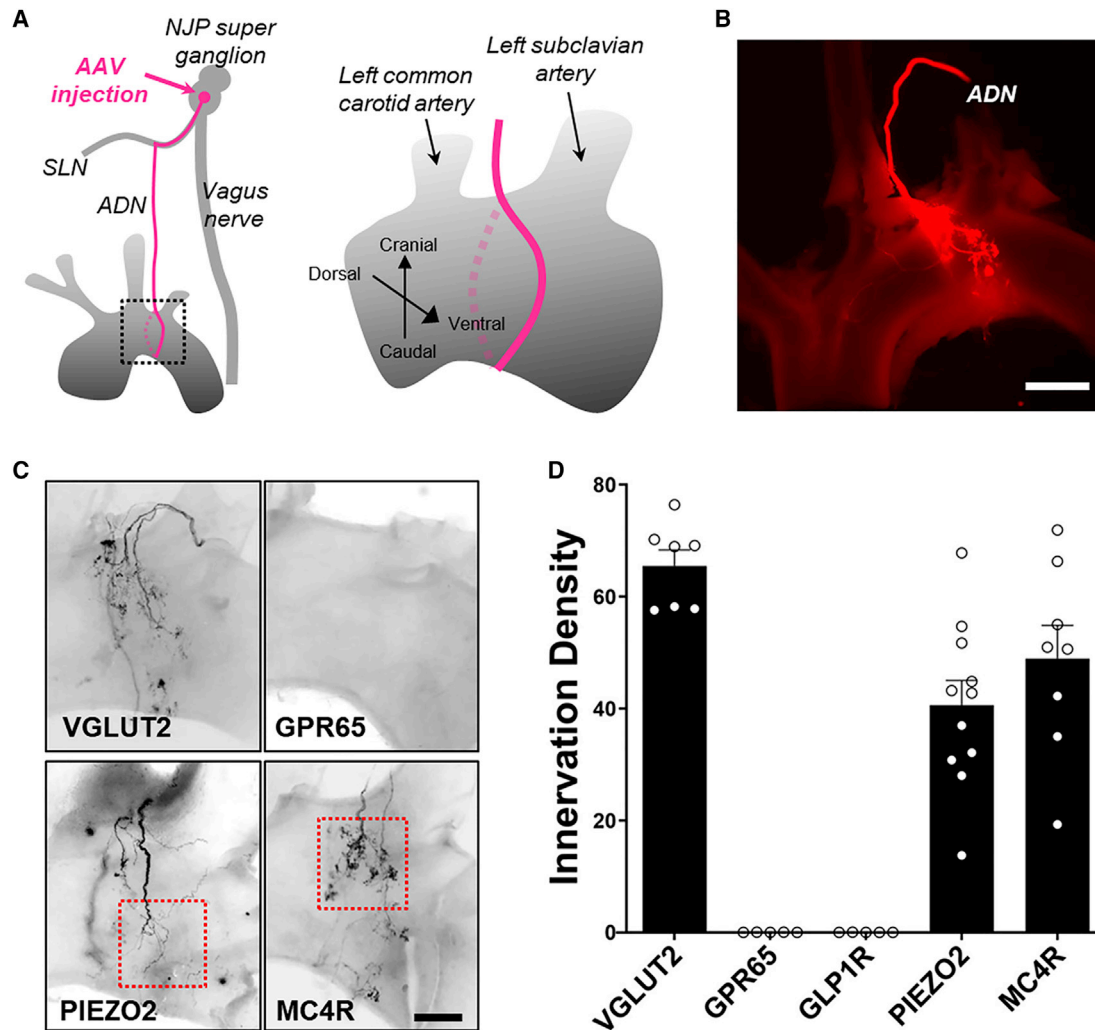 A
NJP super
ganglion
AAV
injection
SLN
ADN
Vagus
nerve
Left common
carotid artery
Left subclavian
artery
Cranial
Dorsal
Ventral
Caudal
B
ADN
C
VGLUT2
GPR65
PIEZO2
MC4R
D
Innervation Density
80
60
40
20
0
VGLUT2
GPR65
GLP1R
PIEZO2
MC4R